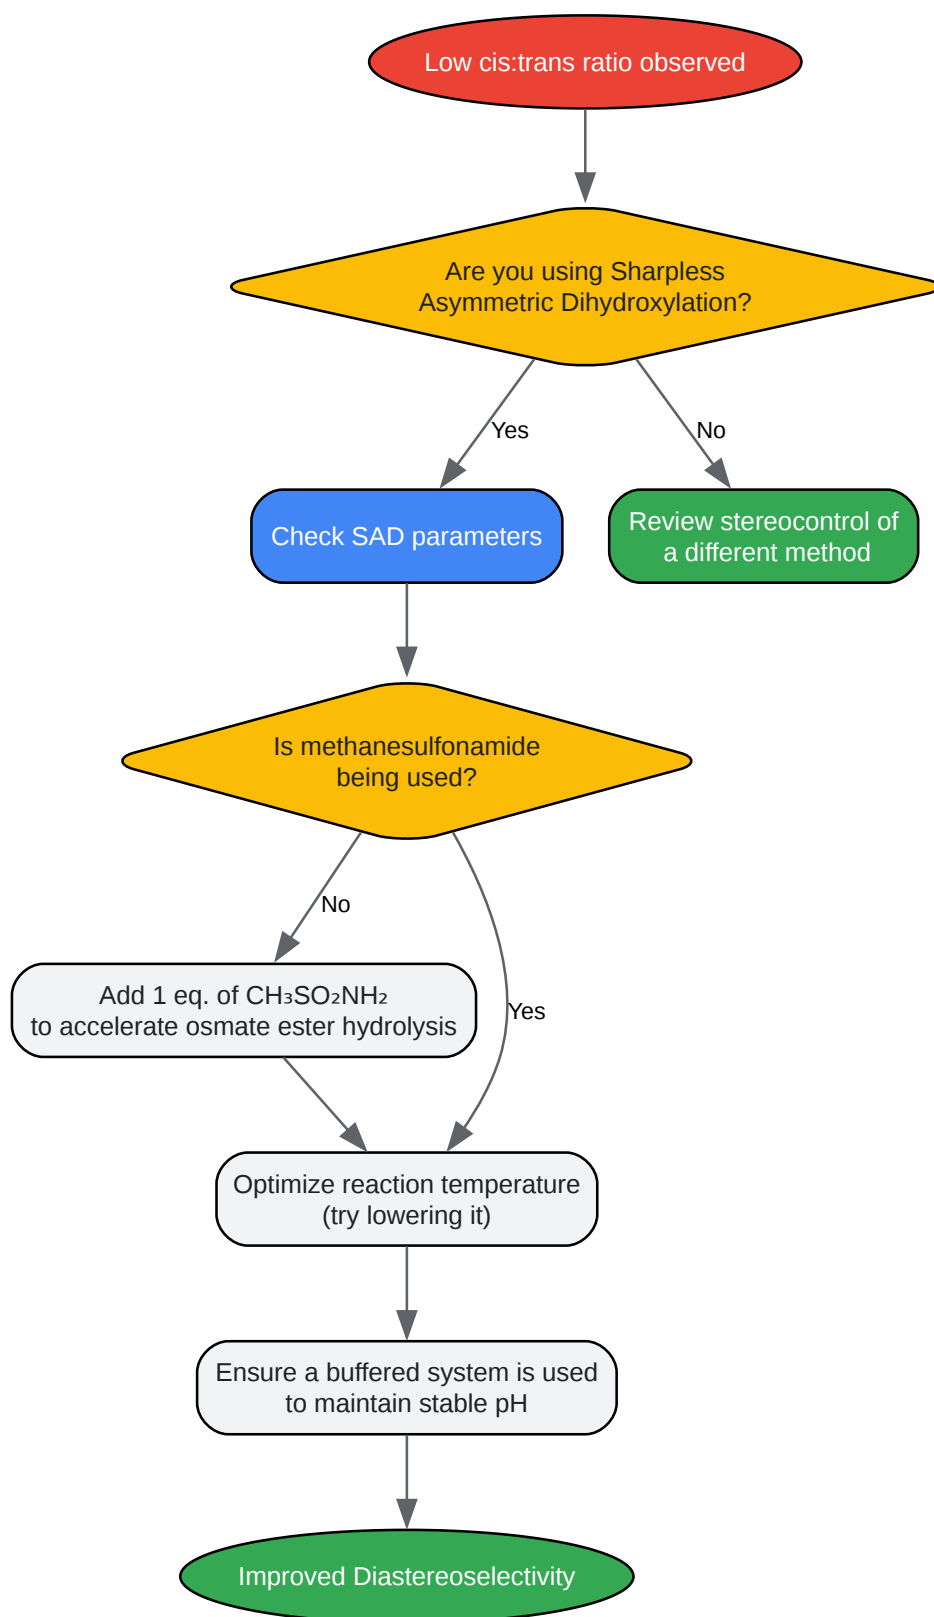 Low cis:trans ratio observed
Are you using Sharpless
Asymmetric Dihydroxylation?
Yes
No
Check SAD parameters
Review stereocontrol of
a different method
Is methanesulfonamide
being used?
No
Add 1 eq. of CH₃SO₂NH₂
to accelerate osmate ester hydrolysis
Yes
Optimize reaction temperature
(try lowering it)
Ensure a buffered system is used
to maintain stable pH
Improved Diastereoselectivity